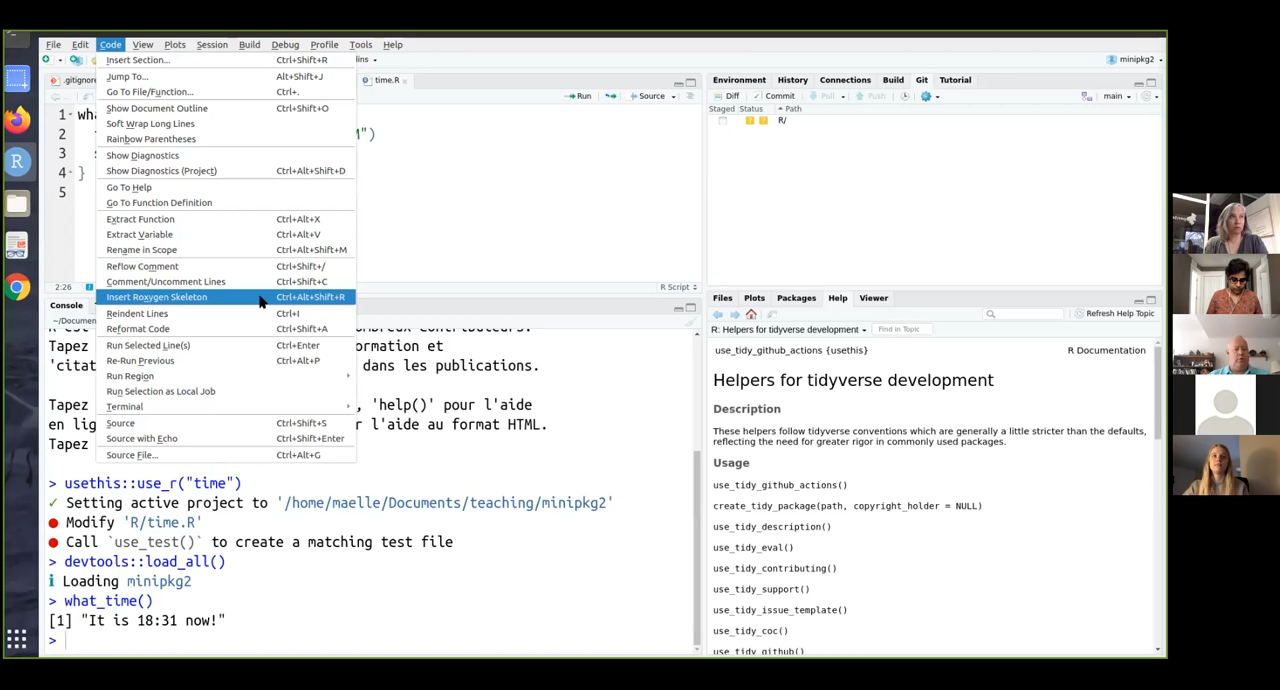 File Edit Code View Plots Session Build Debug Profile Tools Help
minipkg2
.gitignore
time.R
Run
Source
1
2 ")
3
4 }
5
2:26
R Script
Insert Section... Ctrl+Shift+R
Jump To... Alt+Shift+J
Go To File/Function... Ctrl+.
Show Document Outline Ctrl+Shift+O
Soft Wrap Long Lines
Rainbow Parentheses
Show Diagnostics
Show Diagnostics (Project) Ctrl+Alt+Shift+D
Go To Help
Go To Function Definition
Extract Function Ctrl+Alt+X
Extract Variable Ctrl+Alt+V
Rename in Scope Ctrl+Alt+Shift+M
Reflow Comment Ctrl+Shift+/
Comment/Uncomment Lines Ctrl+Shift+C
Insert Roxygen Skeleton Ctrl+Alt+Shift+R
Reindent Lines Ctrl+I
Reformat Code Ctrl+Shift+A
Run Selected Line(s) Ctrl+Enter
Re-Run Previous Ctrl+Alt+P
Run Region
Run Selection as Local Job
Terminal
Source Ctrl+Shift+S
Source with Echo Ctrl+Shift+Enter
Source File... Ctrl+Alt+G
Console
Tapez
ormation et
'citat
dans les publications.
Tapez
, 'help()' pour l'aide
en lig
r l'aide au format HTML.
Tapez
> usethis::use_r("time")
✓ Setting active project to '/home/maelle/Documents/teaching/minipkg2'
● Modify 'R/time.R'
● Call `use_test()` to create a matching test file
> devtools::load_all()
ℹ Loading minipkg2
> what_time()
[1] "It is 18:31 now!"
>
Environment History Connections Build Git Tutorial
Diff Commit Pull Push main
Staged Status Path
? ? R/
Files Plots Packages Help Viewer
Refresh Help Topic
R: Helpers for tidyverse development Find in Topic
use_tidy_github_actions {usethis} R Documentation
Helpers for tidyverse development
Description
These helpers follow tidyverse conventions which are generally a little stricter than the defaults,
reflecting the need for greater rigor in commonly used packages.
Usage
use_tidy_github_actions()
create_tidy_package(path, copyright_holder = NULL)
use_tidy_description()
use_tidy_eval()
use_tidy_contributing()
use_tidy_support()
use_tidy_issue_template()
use_tidy_coc()
use_tidy_github()